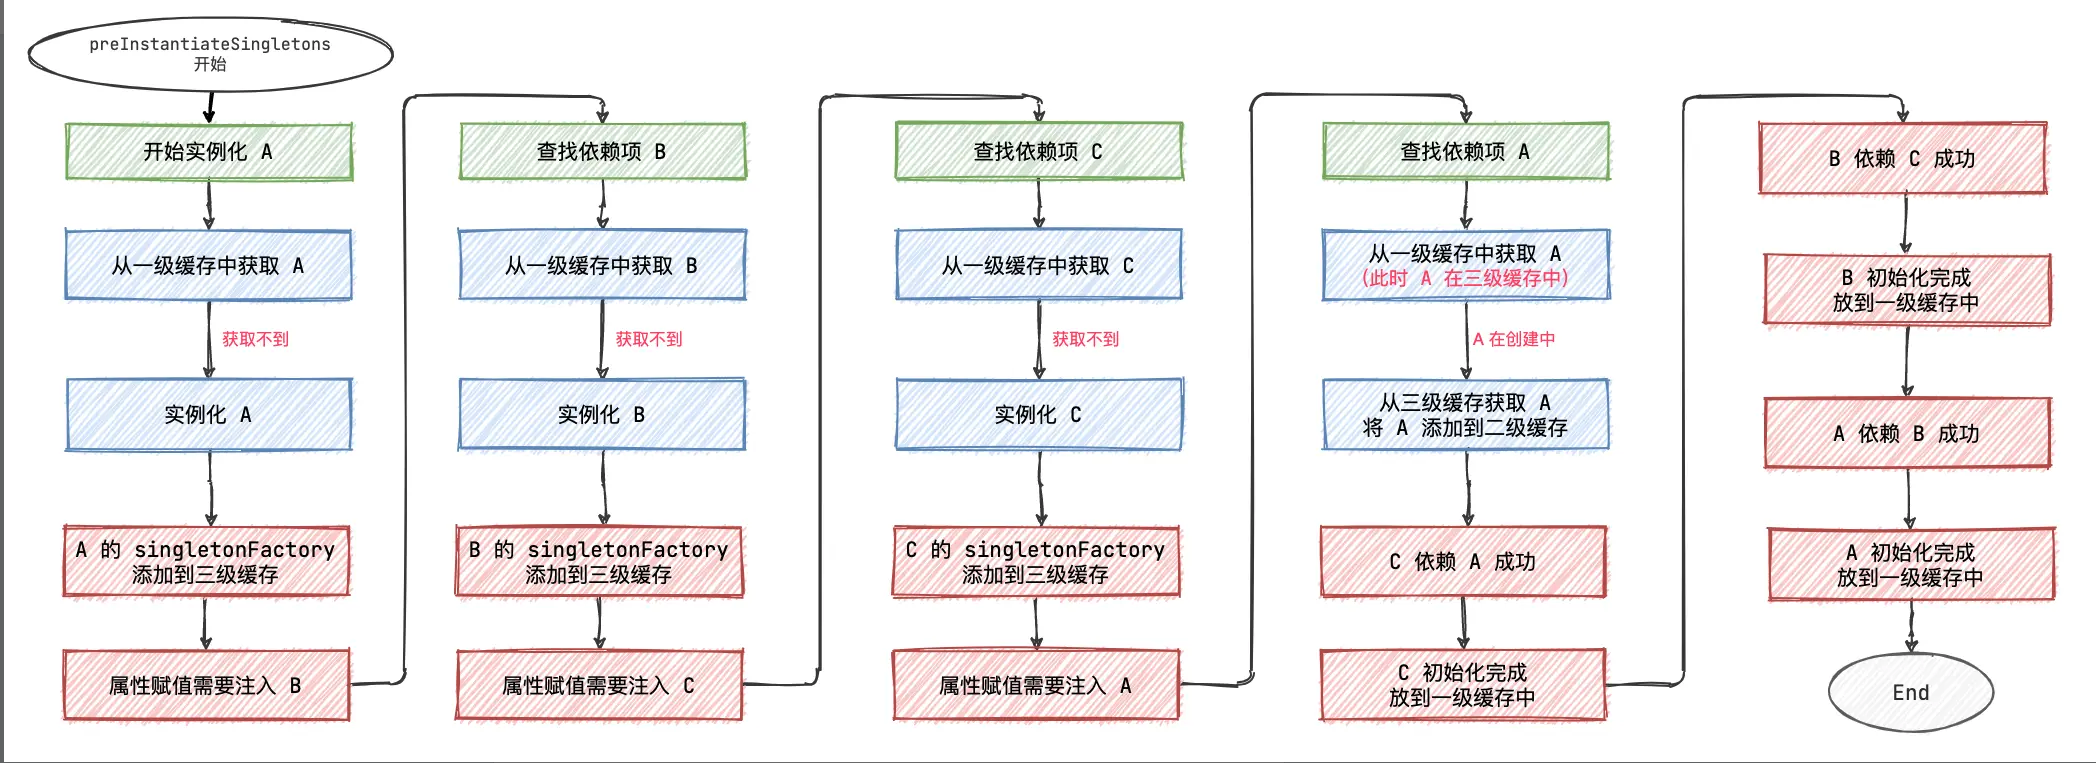 preInstantiateSingletons
开始
开始实例化 A
从一级缓存中获取 A
获取不到
实例化 A
A 的 singletonFactory
添加到三级缓存
属性赋值需要注入 B
查找依赖项 B
从一级缓存中获取 B
获取不到
实例化 B
B 的 singletonFactory
添加到三级缓存
属性赋值需要注入 C
查找依赖项 C
从一级缓存中获取 C
获取不到
实例化 C
C 的 singletonFactory
添加到三级缓存
属性赋值需要注入 A
查找依赖项 A
从一级缓存中获取 A
(此时 A 在三级缓存中)
A 在创建中
从三级缓存获取 A
将 A 添加到二级缓存
C 依赖 A 成功
C 初始化完成
放到一级缓存中
B 依赖 C 成功
B 初始化完成
放到一级缓存中
A 依赖 B 成功
A 初始化完成
放到一级缓存中
End